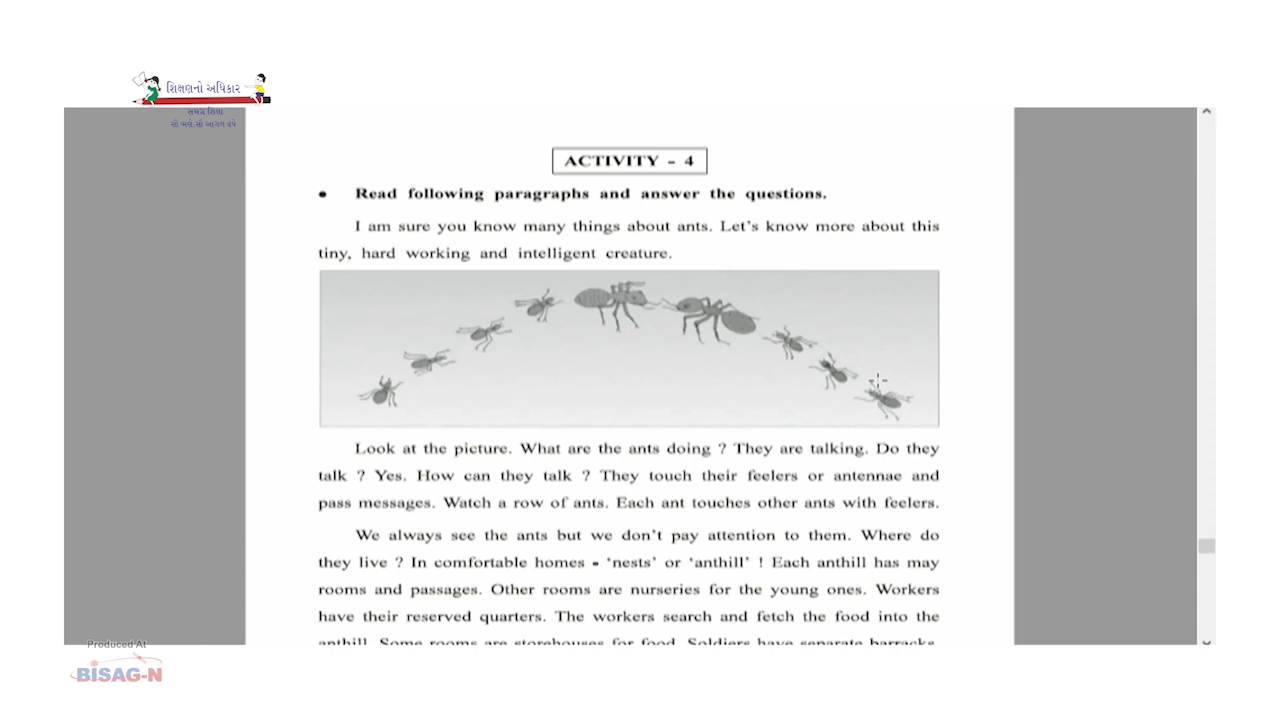 શિક્ષણનો અધિકાર
સમગ્ર શિક્ષા
સૌ ભણે સૌ આગળ વધે
ACTIVITY - 4
• Read following paragraphs and answer the questions.
I am sure you know many things about ants. Let's know more about this
tiny, hard working and intelligent creature.
Look at the picture. What are the ants doing ? They are talking. Do they
talk ? Yes. How can they talk ? They touch their feelers or antennae and
pass messages. Watch a row of ants. Each ant touches other ants with feelers.
We always see the ants but we don't pay attention to them. Where do
they live ? In comfortable homes - 'nests' or 'anthill' ! Each anthill has may
rooms and passages. Other rooms are nurseries for the young ones. Workers
have their reserved quarters. The workers search and fetch the food into the
anthill. Some rooms are storehouses for food. Soldiers have separate barracks.
Produced At
BISAG-N